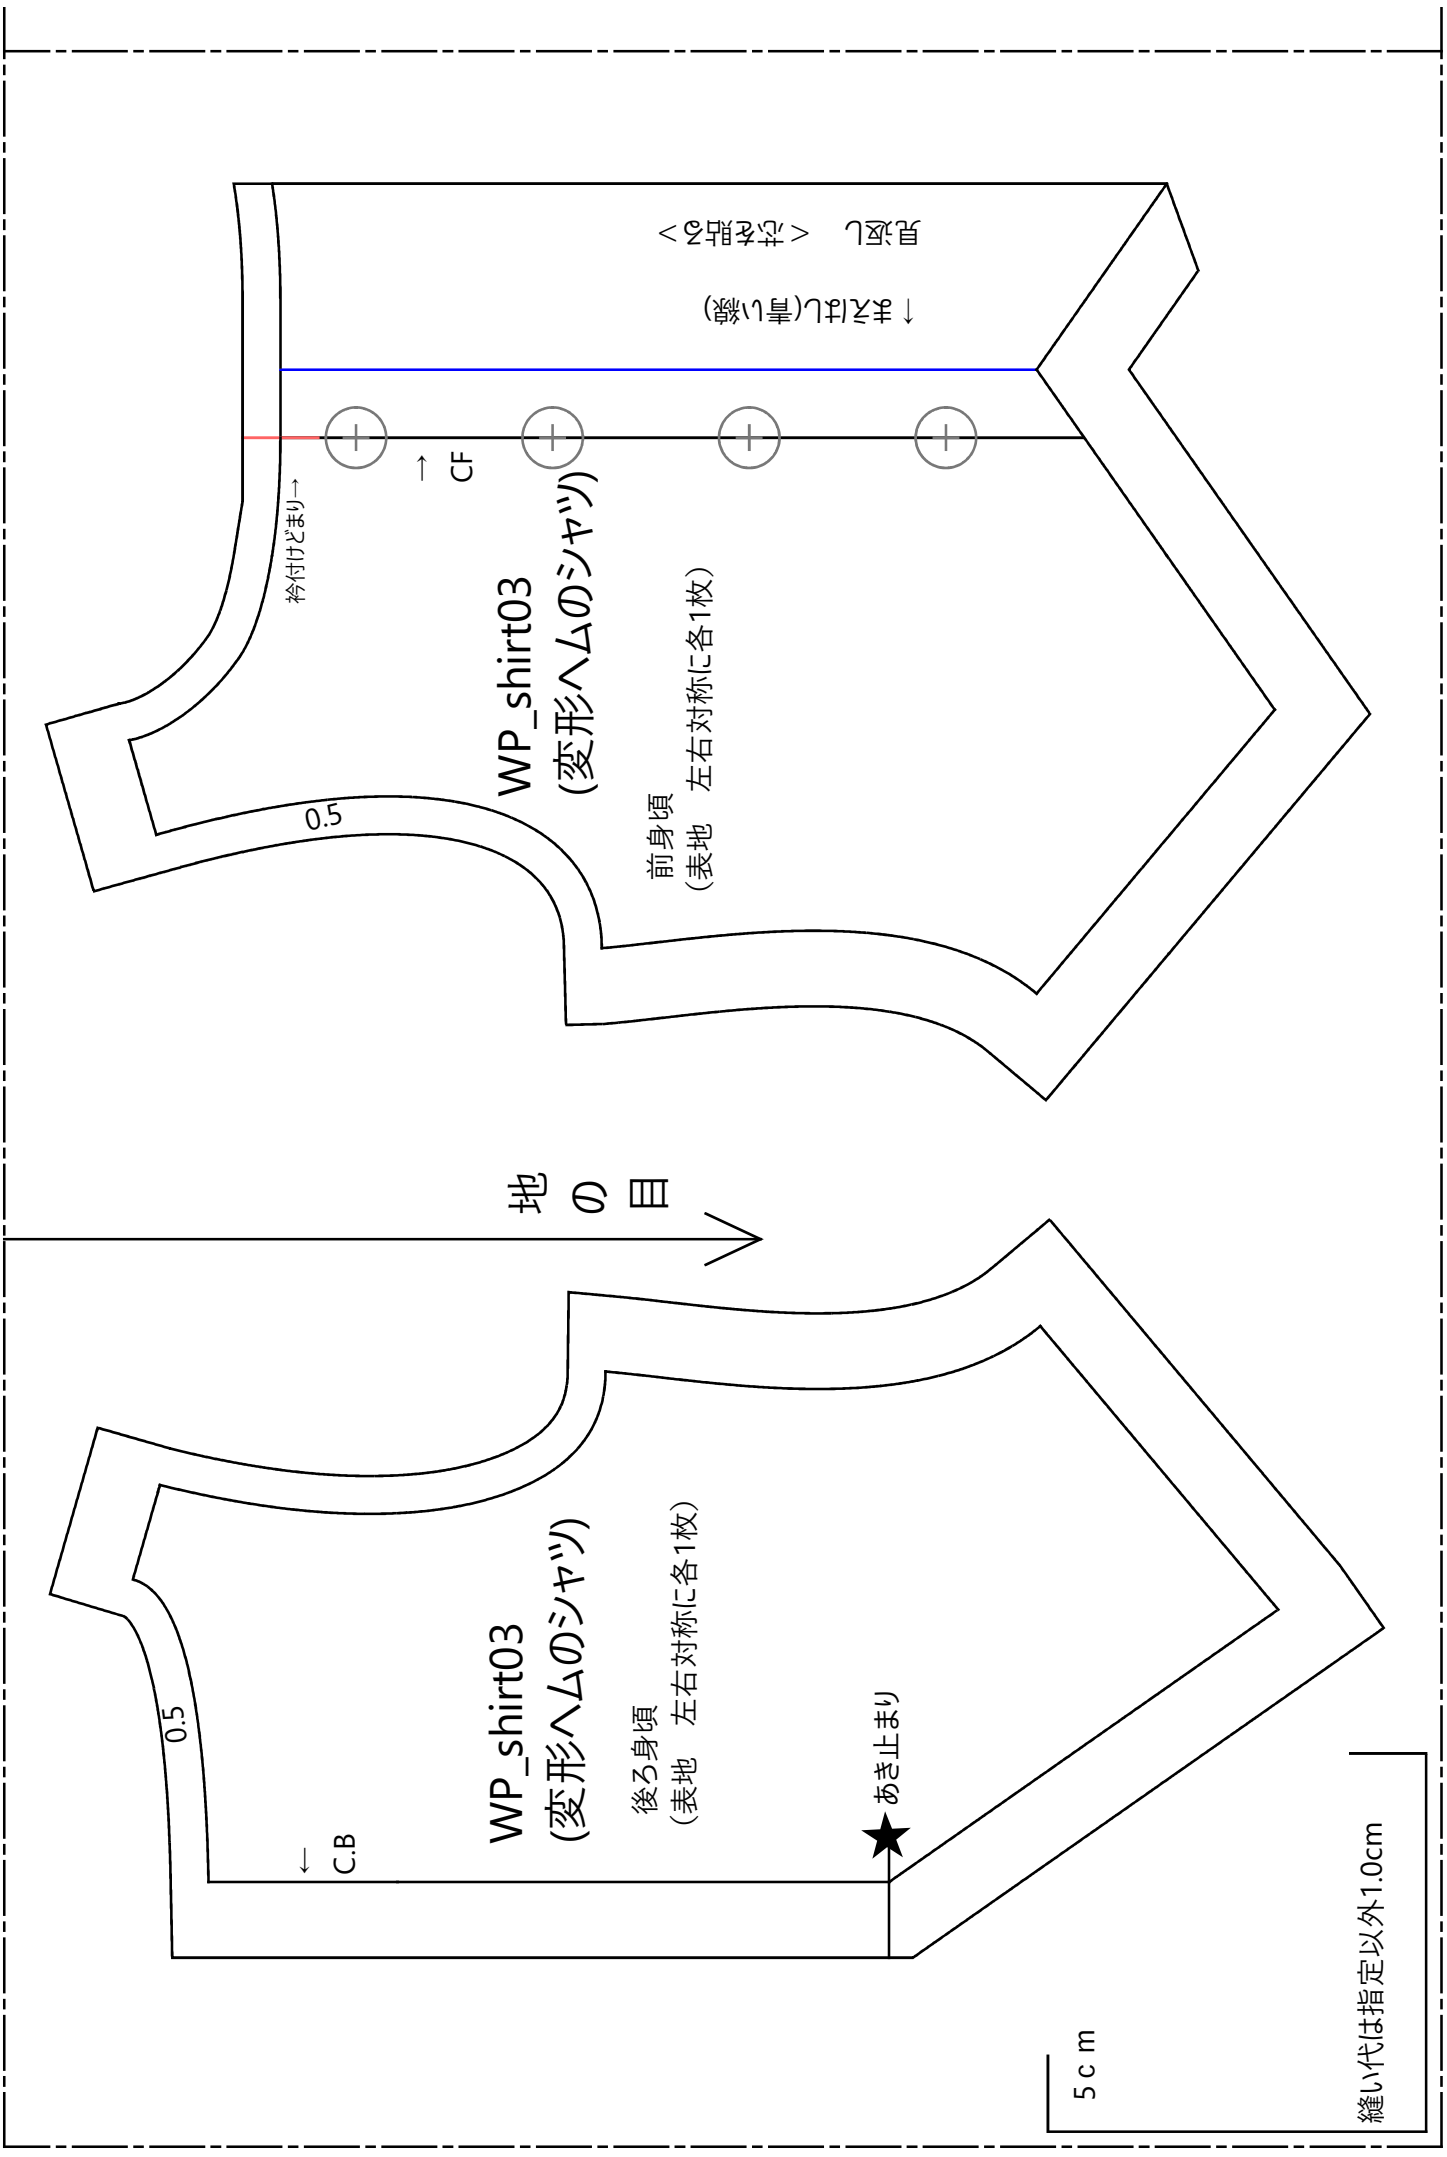 見返し　<芯を貼る>
↑まえはし(青い線)
→
CF
衿付けどまり→
WP_shirt03
(変形ヘムのシャツ)
前身頃
(表地　左右対称に各1枚)
0.5
地の目
WP_shirt03
(変形ヘムのシャツ)
後ろ身頃
(表地　左右対称に各1枚)
0.5
←
C.B
★あき止まり
5ｃｍ
縫い代は指定以外1.0cm